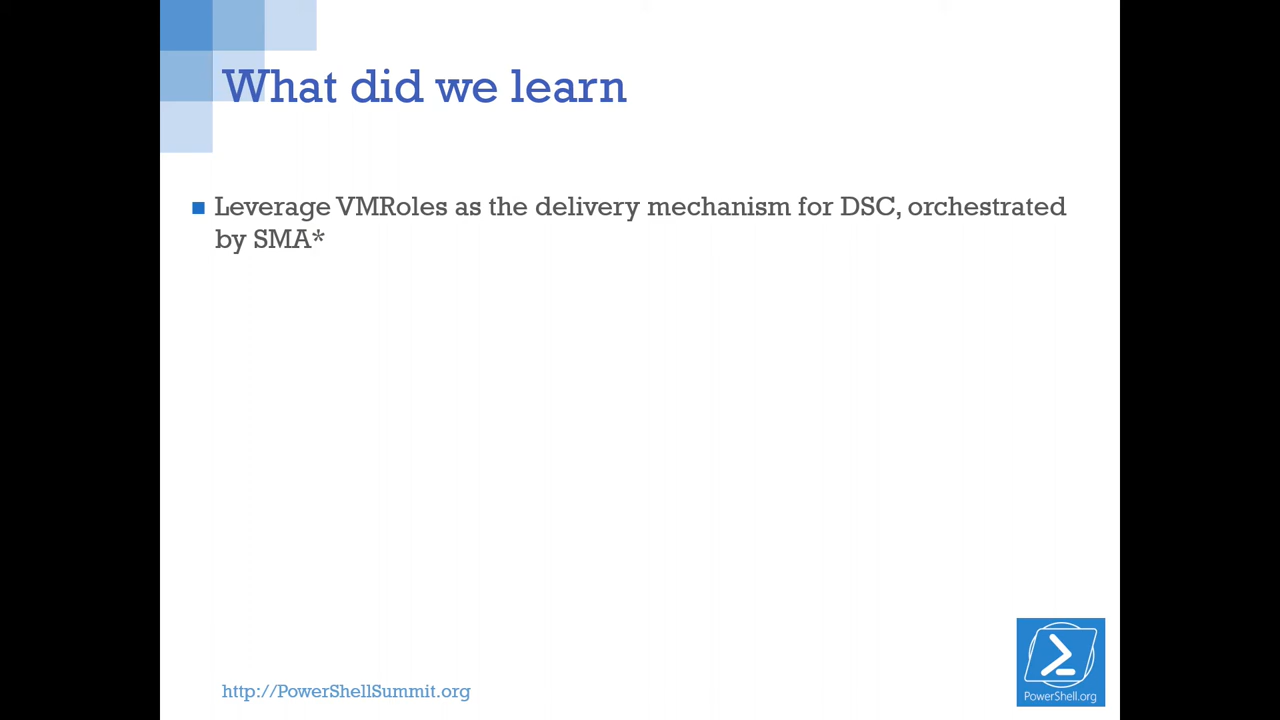 What did we learn
Leverage VMRoles as the delivery mechanism for DSC, orchestrated
by SMA*
http://PowerShellSummit.org
PowerShell.org